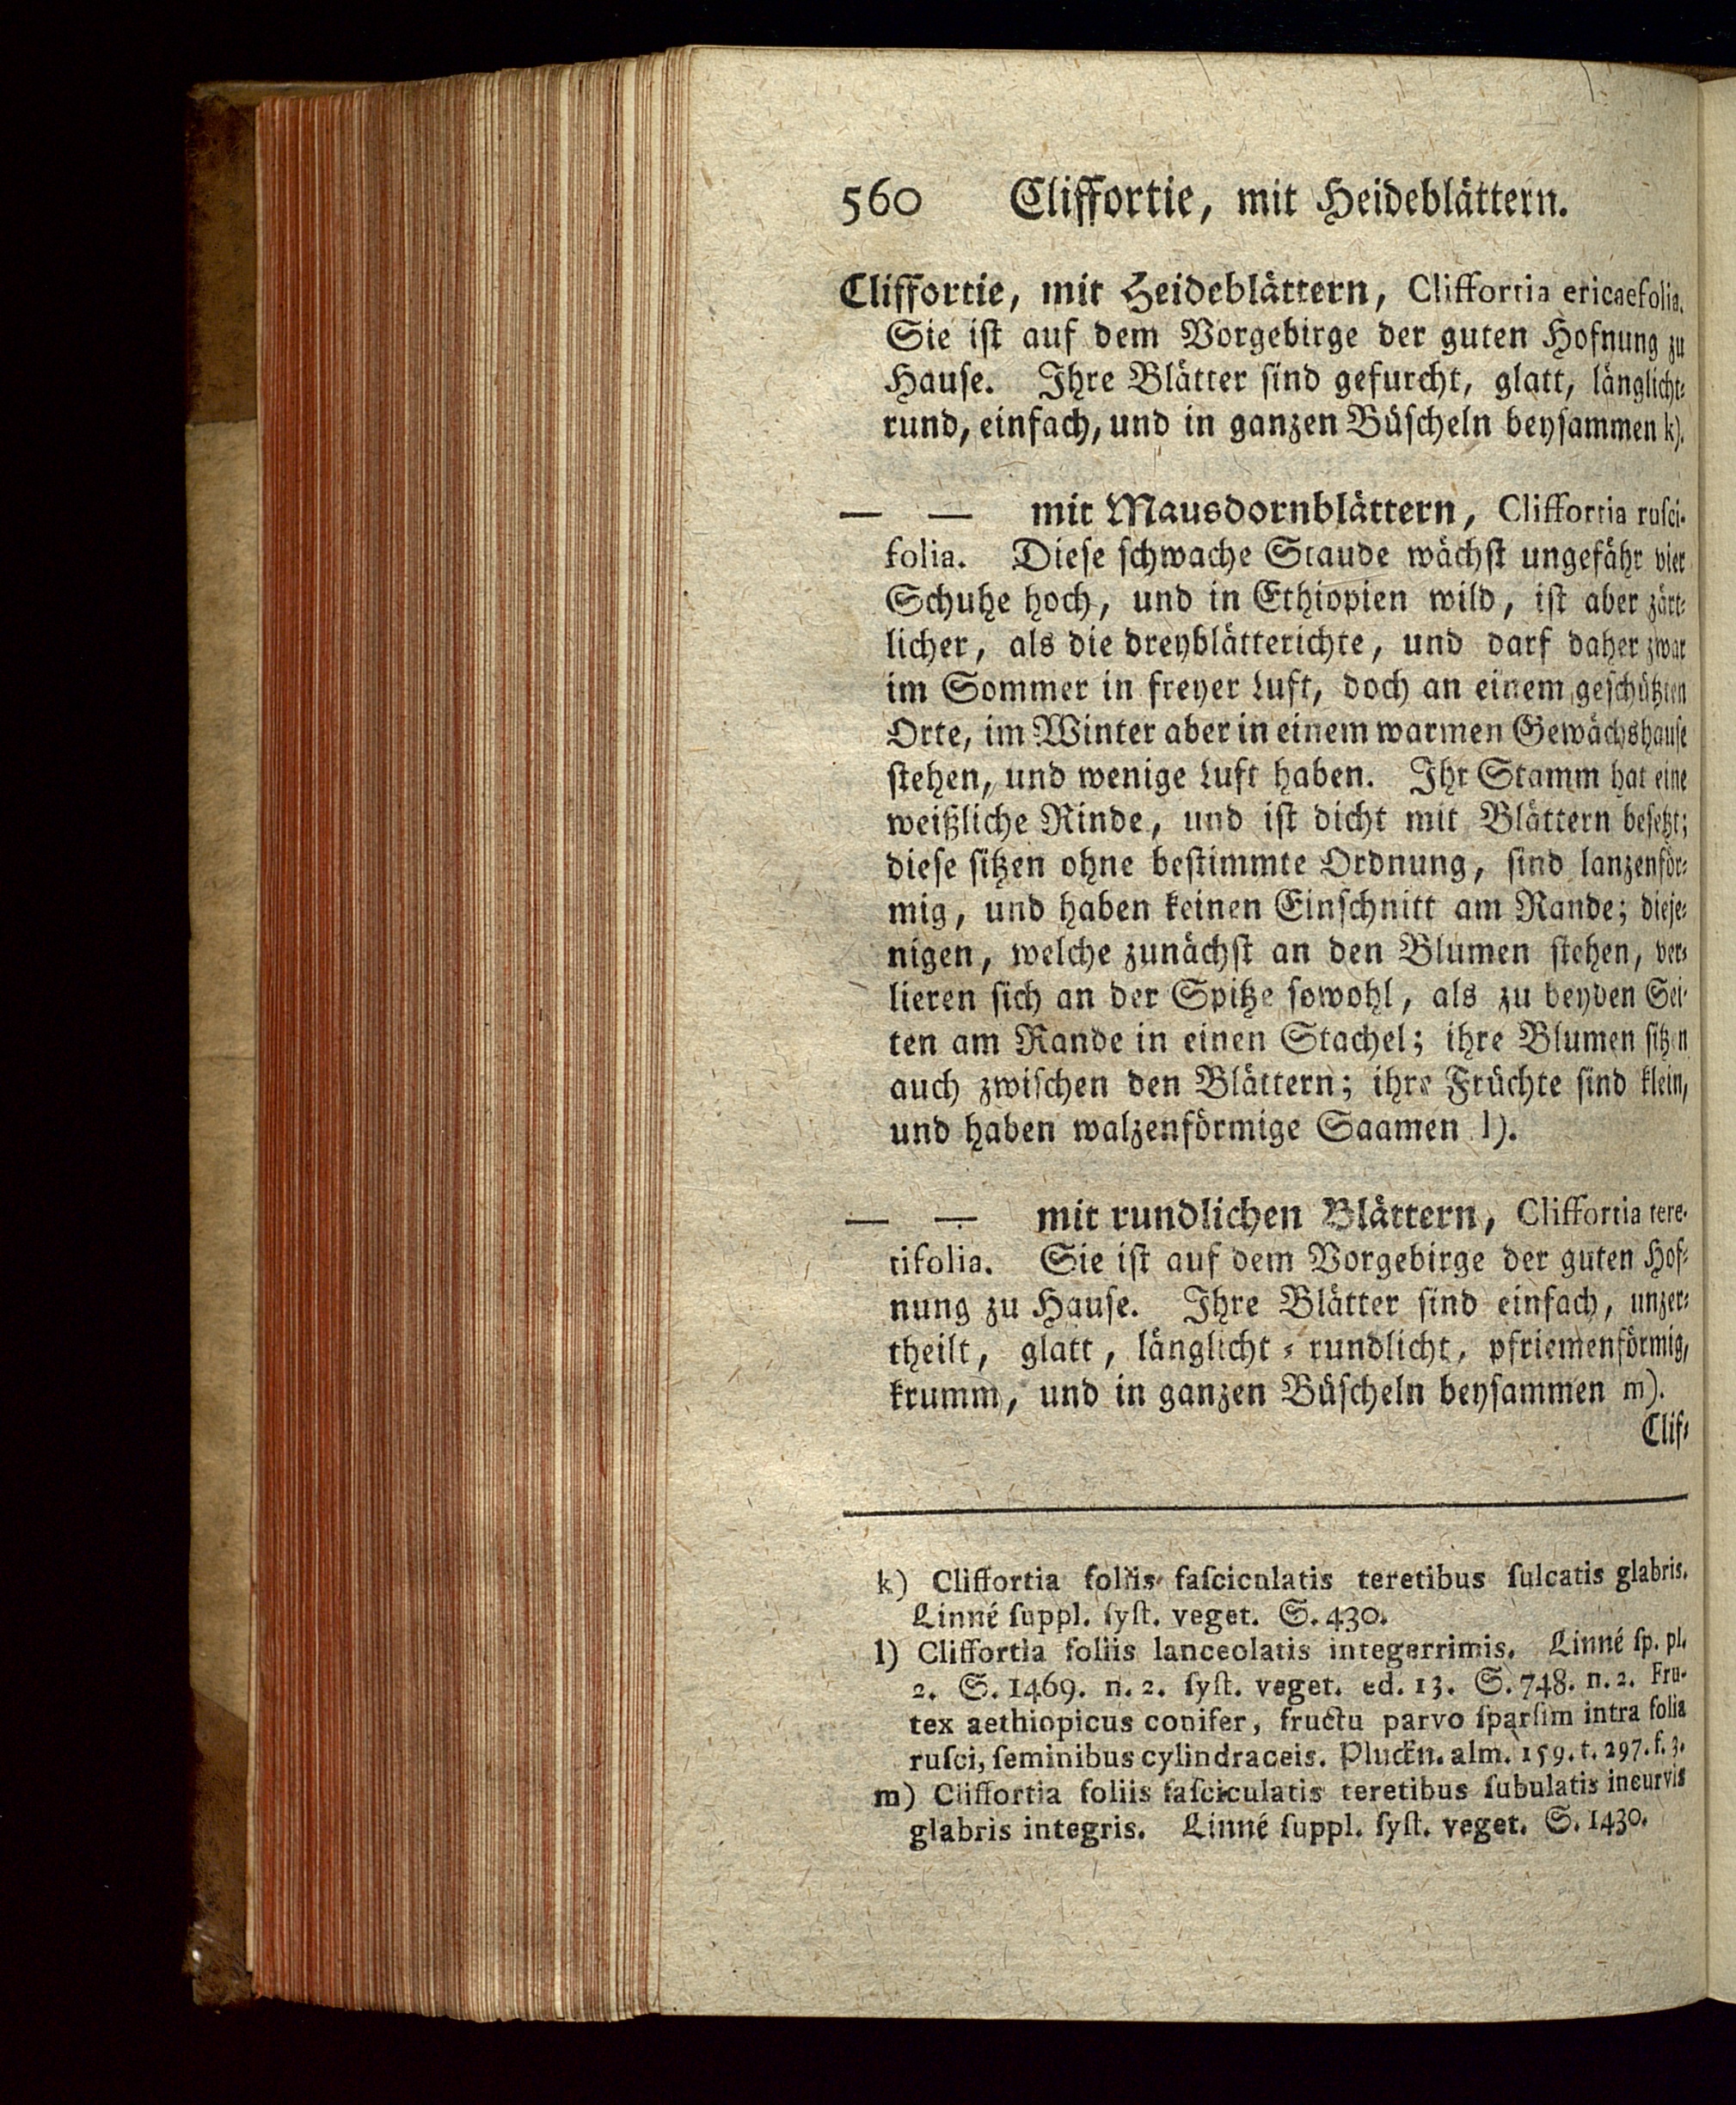 560 Cliffortie, mit Heideblättern.
Cliffortie, mit Heideblättern, Cliffortia ericaefolia.
Sie ist auf dem Vorgebirge der guten Hofnung zu
Hause. Ihre Blätter sind gefurcht, glatt, länglicht-
rund, einfach, und in ganzen Büscheln beysammen k).
— — mit Mausdornblättern, Cliffortia rusci-
folia. Diese schwache Staude wächst ungefähr vier
Schuhe hoch, und in Ethiopien wild, ist aber zärt-
licher, als die dreyblätterichte, und darf daher zwar
im Sommer in freyer Luft, doch an einem geschützten
Orte, im Winter aber in einem warmen Gewächshause
stehen, und wenige Luft haben. Ihr Stamm hat eine
weißliche Rinde, und ist dicht mit Blättern besetzt;
diese sitzen ohne bestimmte Ordnung, sind lanzenför-
mig, und haben keinen Einschnitt am Rande; dieje-
nigen, welche zunächst an den Blumen stehen, ver-
lieren sich an der Spitze sowohl, als zu beyden Sei-
ten am Rande in einen Stachel; ihre Blumen sitzen
auch zwischen den Blättern; ihre Früchte sind klein,
und haben walzenförmige Saamen l).
— — mit rundlichen Blättern, Cliffortia tere-
tifolia. Sie ist auf dem Vorgebirge der guten Hof-
nung zu Hause. Ihre Blätter sind einfach, unzer-
theilt, glatt, länglicht-rundlicht, pfriemenförmig,
krumm, und in ganzen Büscheln beysammen m).
Clif-
k) Cliffortia foliis fasciculatis teretibus sulcatis glabris.
Linné suppl. syst. veget. S. 430.
l) Cliffortia foliis lanceolatis integerrimis. Linné sp. pl.
2. S. 1469. n. 2. syst. veget. ed. 13. S. 748. n. 2. Fru-
tex aethiopicus conifer, fructu parvo sparsim intra folia
rusci, seminibus cylindraceis. Pluckn. alm. 159. t. 297. f. 3.
m) Cliffortia foliis fasciculatis teretibus subulatis incurvis
glabris integris. Linné suppl. syst. veget. S. 1430.